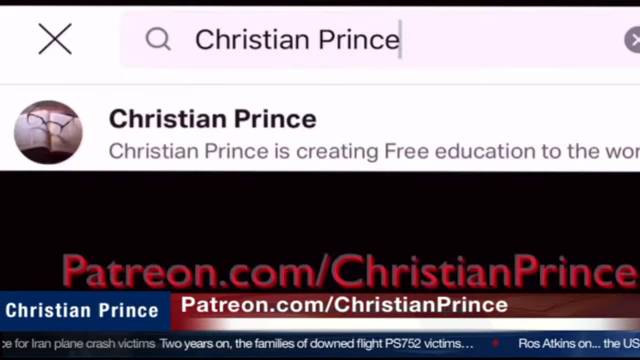 Christian Prince
Christian Prince
Christian Prince is creating Free education to the wor
Patreon.com/ChristianPrince
Christian Prince
Patreon.com/ChristianPrince
ce for Iran plane crash victims Two years on, the families of downed flight PS752 victims... Ros Atkins on... the US